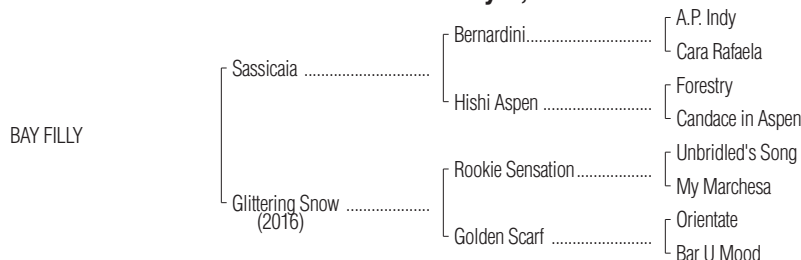 A.P. Indy
Bernardini..................................
Cara Rafaela
Sassicaia ..................................
Forestry
Hishi Aspen ..............................
Candace in Aspen
BAY FILLY
Unbridled's Song
Rookie Sensation.....................
My Marchesa
Glittering Snow .......................
(2016)
Orientate
Golden Scarf ............................
Bar U Mood